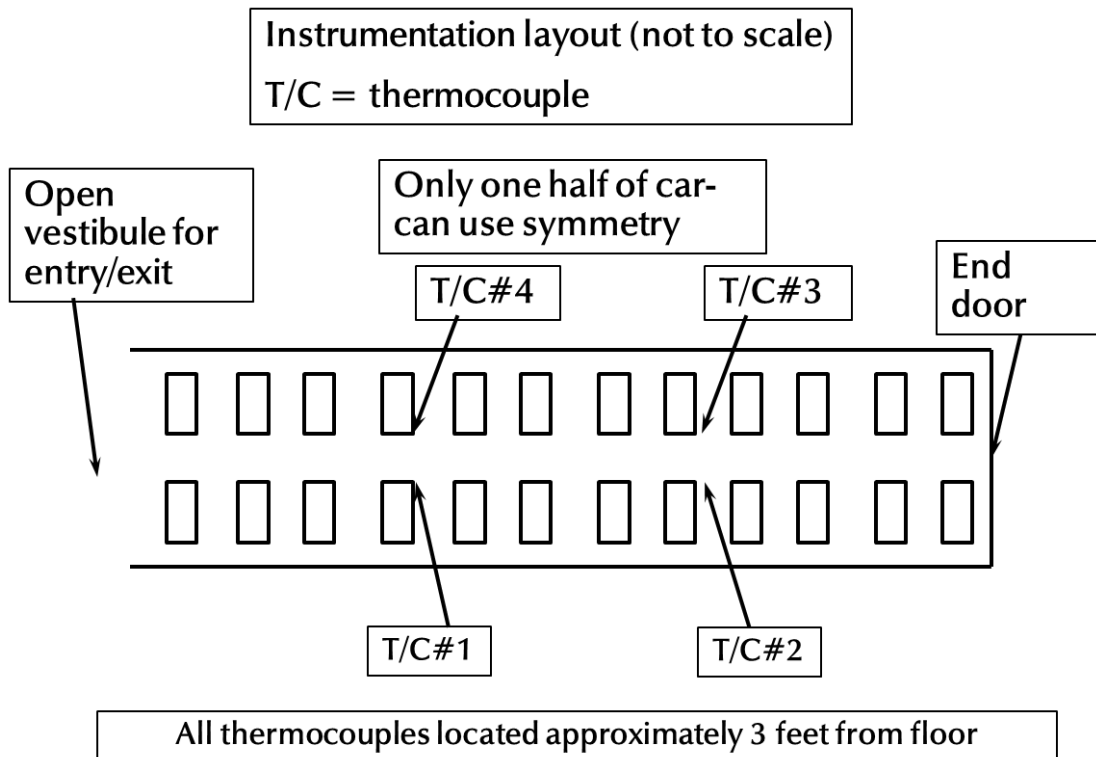 Instrumentation layout (not to scale)
T/C = thermocouple
Open
vestibule for
entry/exit
Only one half of car-
can use symmetry
T/C#4
T/C#3
End
door
T/C#1
T/C#2
All thermocouples located approximately 3 feet from floor